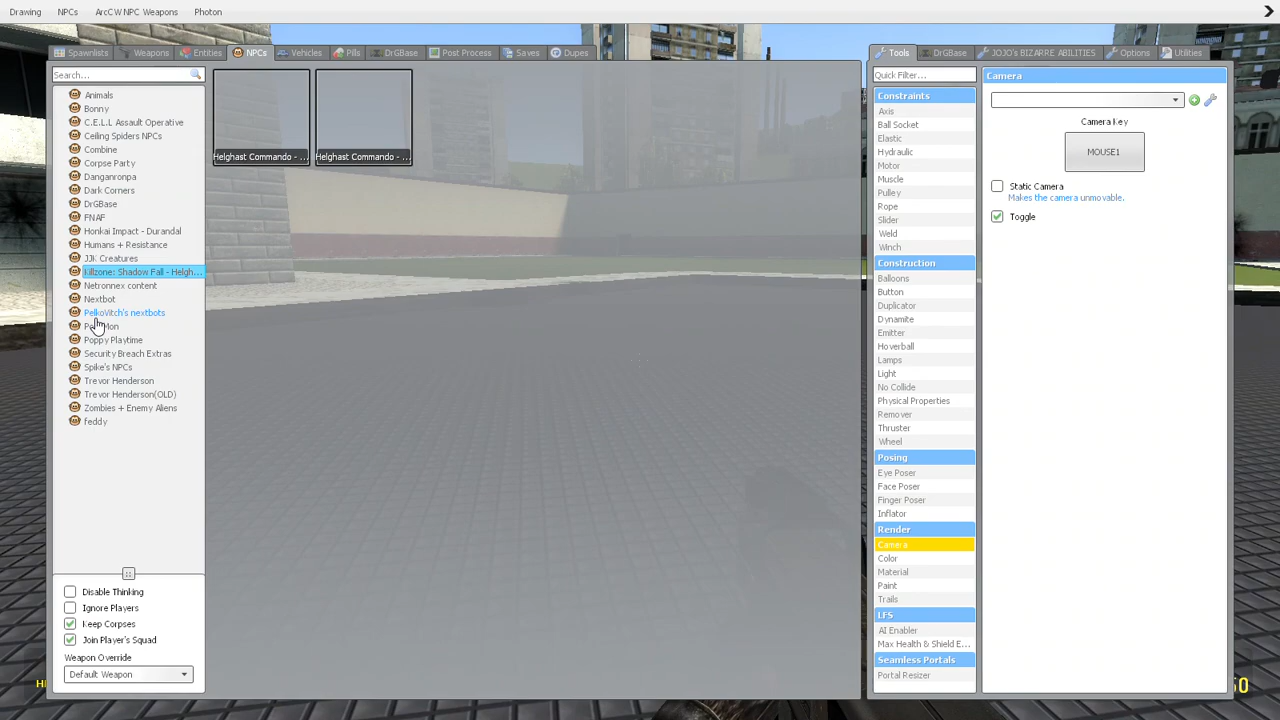 Drawing NPCs ArcCW NPC Weapons Photon
Spawnlists Weapons Entities NPCs Vehicles Pills DrGBase Post Process Saves Dupes
Search...
Animals
Bonny
C.E.L.L Assault Operative
Ceiling Spiders NPCs
Combine
Corpse Party
Danganronpa
Dark Corners
DrGBase
FNAF
Honkai Impact - Durandal
Humans + Resistance
JJK Creatures
Killzone: Shadow Fall - Helgh...
Netronnex content
Nextbot
PelkoVitch's nextbots
Poppy Playtime
Security Breach Extras
Spike's NPCs
Trevor Henderson
Trevor Henderson(OLD)
Zombies + Enemy Aliens
feddy
Disable Thinking
Ignore Players
Keep Corpses
Join Player's Squad
Weapon Override
Default Weapon
Helghast Commando - ...
Helghast Commando - ...
Tools DrGBase JOJO's BIZARRE ABILITIES Options Utilities
Quick Filter...
Constraints
Axis
Ball Socket
Elastic
Hydraulic
Motor
Muscle
Pulley
Rope
Slider
Weld
Winch
Construction
Balloons
Button
Duplicator
Dynamite
Emitter
Hoverball
Lamps
Light
No Collide
Physical Properties
Remover
Thruster
Wheel
Posing
Eye Poser
Face Poser
Finger Poser
Inflator
Render
Camera
Color
Material
Paint
Trails
LFS
AI Enabler
Max Health & Shield E...
Seamless Portals
Portal Resizer
Camera
Camera Key
MOUSE1
Static Camera
Makes the camera unmovable.
Toggle